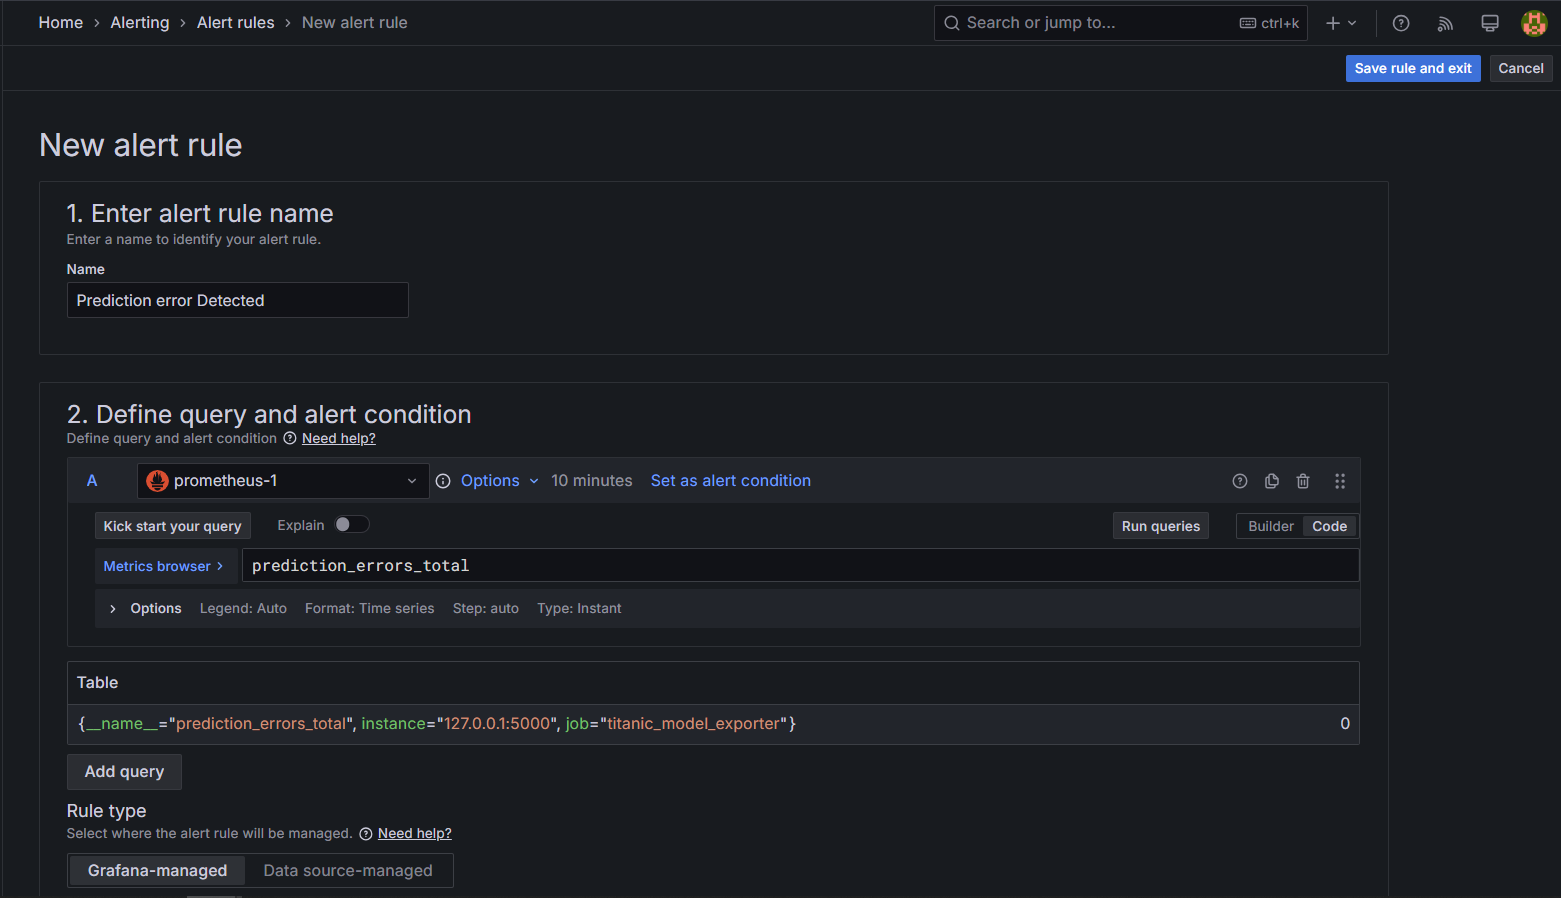 Home › Alerting › Alert rules › New alert rule
Search or jump to... ctrl+k
Save rule and exit Cancel
New alert rule
1. Enter alert rule name
Enter a name to identify your alert rule.
Name
Prediction error Detected
2. Define query and alert condition
Define query and alert condition Need help?
A prometheus-1 Options 10 minutes Set as alert condition
Kick start your query Explain Run queries Builder Code
Metrics browser › prediction_errors_total
› Options Legend: Auto Format: Time series Step: auto Type: Instant
Table
{__name__="prediction_errors_total", instance="127.0.0.1:5000", job="titanic_model_exporter"} 0
Add query
Rule type
Select where the alert rule will be managed. Need help?
Grafana-managed Data source-managed